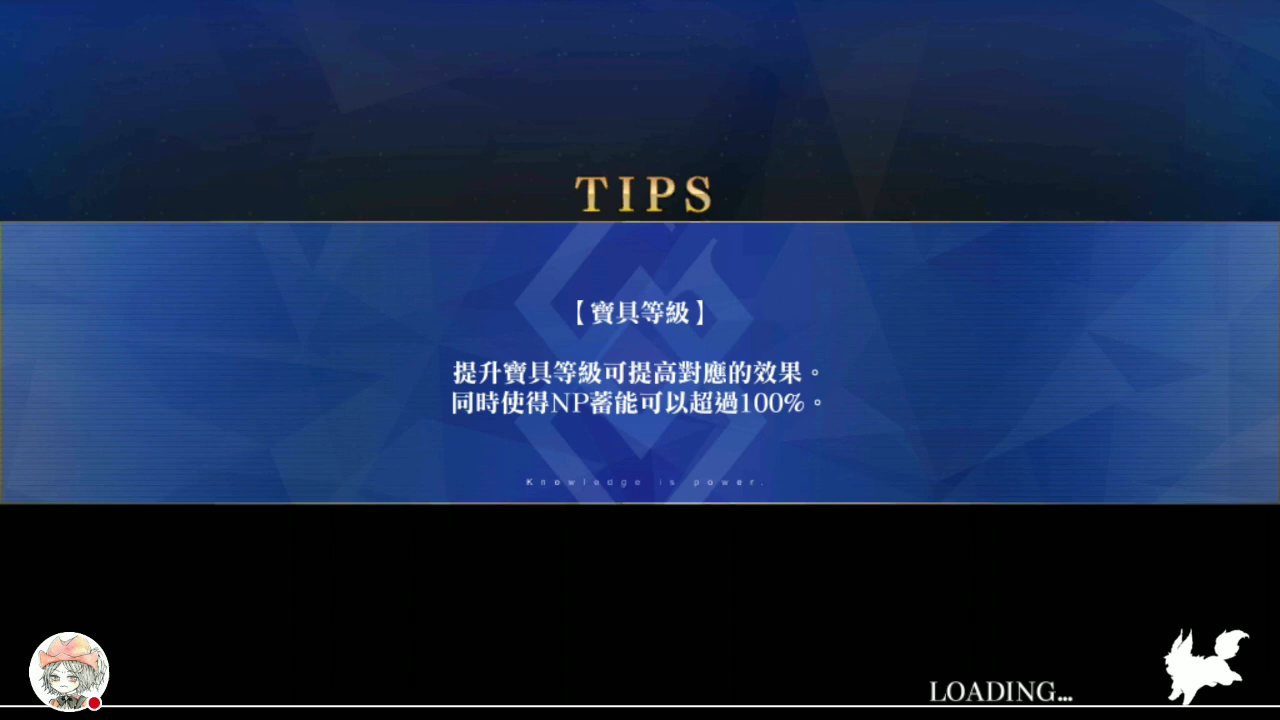 TIPS
【寶具等級】
提升寶具等級可提高對應的效果。
同時使得NP蓄能可以超過100%。
Knowledge is power.
LOADING...